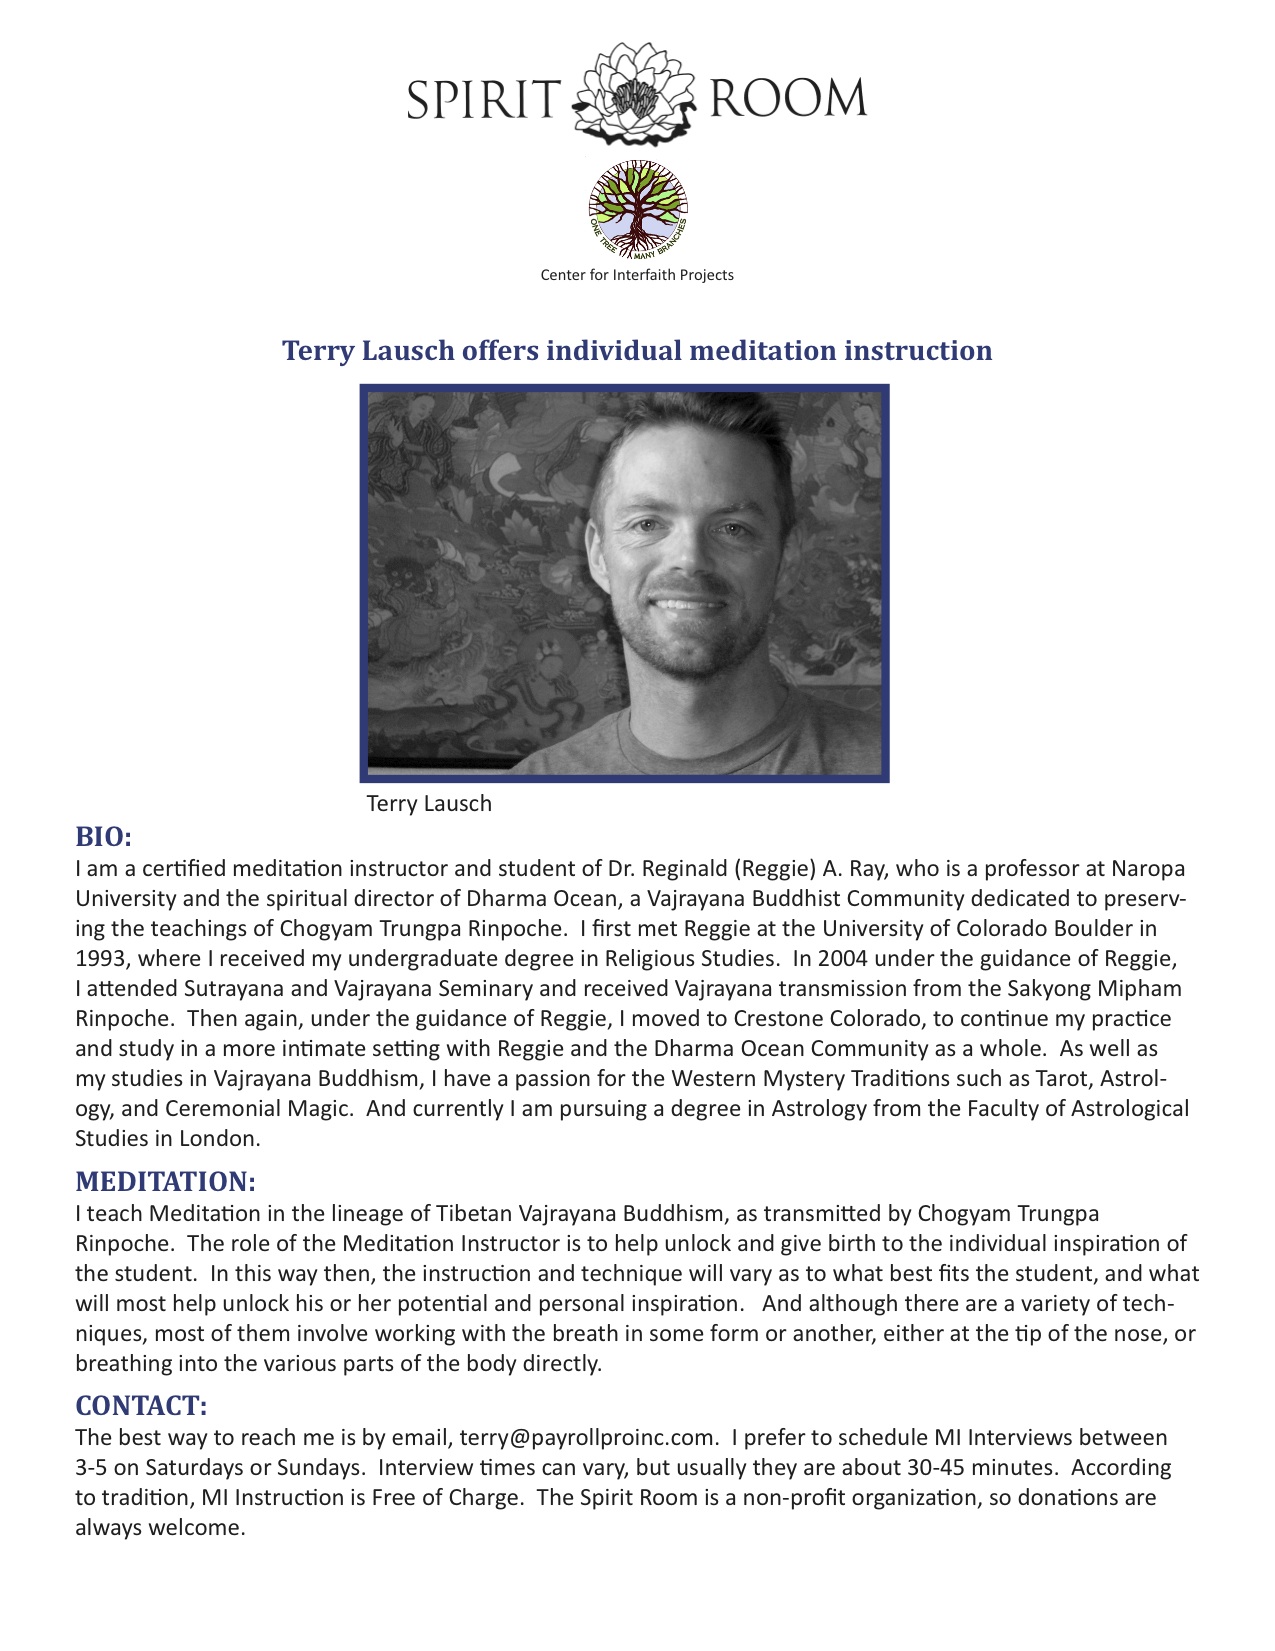 SPIRIT ROOM
ONE TREE MANY BRANCHES
Center for Interfaith Projects
Terry Lausch offers individual meditation instruction
Terry Lausch
BIO:
I am a certified meditation instructor and student of Dr. Reginald (Reggie) A. Ray, who is a professor at Naropa
University and the spiritual director of Dharma Ocean, a Vajrayana Buddhist Community dedicated to preserv-
ing the teachings of Chogyam Trungpa Rinpoche.  I first met Reggie at the University of Colorado Boulder in
1993, where I received my undergraduate degree in Religious Studies.  In 2004 under the guidance of Reggie,
I attended Sutrayana and Vajrayana Seminary and received Vajrayana transmission from the Sakyong Mipham
Rinpoche.  Then again, under the guidance of Reggie, I moved to Crestone Colorado, to continue my practice
and study in a more intimate setting with Reggie and the Dharma Ocean Community as a whole.  As well as
my studies in Vajrayana Buddhism, I have a passion for the Western Mystery Traditions such as Tarot, Astrol-
ogy, and Ceremonial Magic.  And currently I am pursuing a degree in Astrology from the Faculty of Astrological
Studies in London.
MEDITATION:
I teach Meditation in the lineage of Tibetan Vajrayana Buddhism, as transmitted by Chogyam Trungpa
Rinpoche.  The role of the Meditation Instructor is to help unlock and give birth to the individual inspiration of
the student.  In this way then, the instruction and technique will vary as to what best fits the student, and what
will most help unlock his or her potential and personal inspiration.   And although there are a variety of tech-
niques, most of them involve working with the breath in some form or another, either at the tip of the nose, or
breathing into the various parts of the body directly.
CONTACT:
The best way to reach me is by email, terry@payrollproinc.com.  I prefer to schedule MI Interviews between
3-5 on Saturdays or Sundays.  Interview times can vary, but usually they are about 30-45 minutes.  According
to tradition, MI Instruction is Free of Charge.  The Spirit Room is a non-profit organization, so donations are
always welcome.